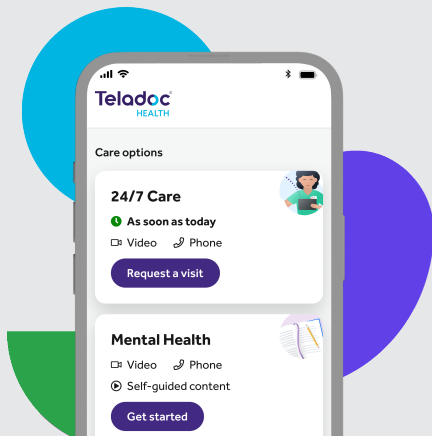 Teladoc
HEALTH
Care options
24/7 Care
As soon as today
Video Phone
Request a visit
Mental Health
Video Phone
Self-guided content
Get started